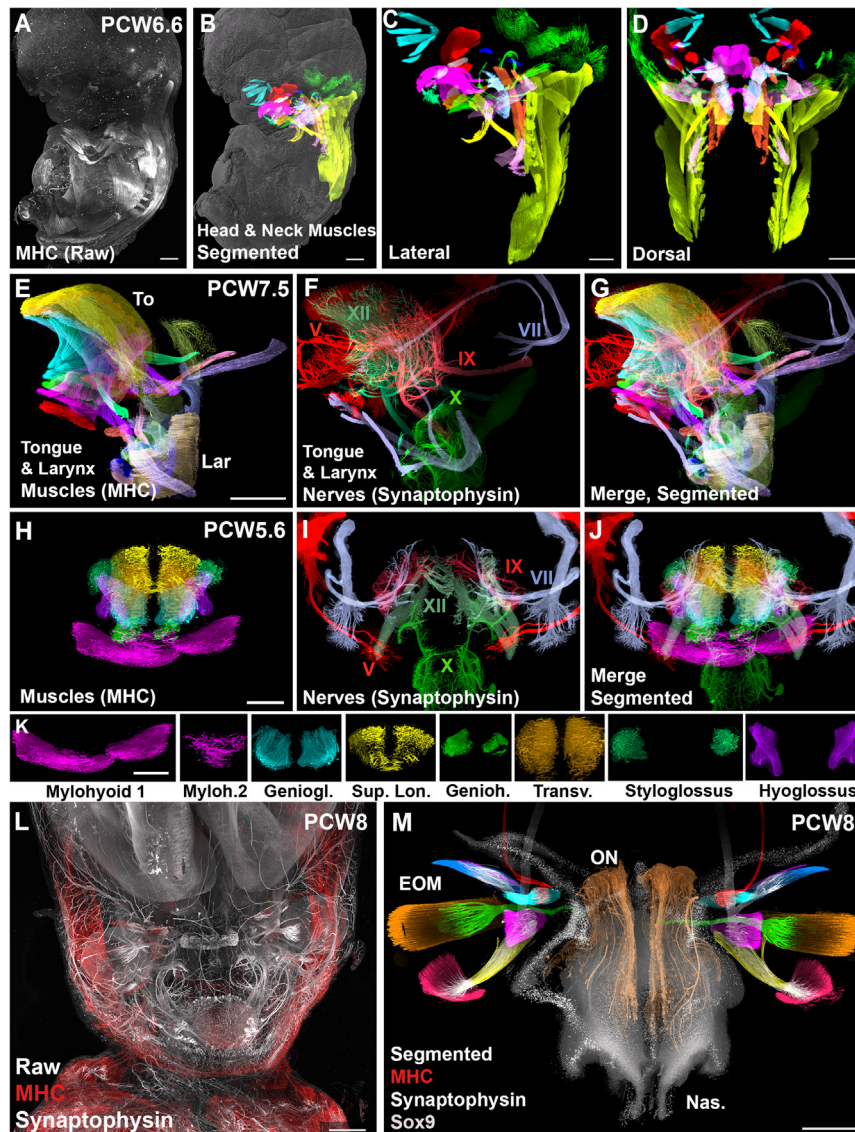 A PCW6.6
MHC (Raw)
B
Head & Neck Muscles
Segmented
C
Lateral
D
Dorsal
E PCW7.5
To
Lar
Tongue
& Larynx
Muscles (MHC)
F
XII
V
VII
IX
X
Tongue
& Larynx
Nerves (Synaptophysin)
G
Merge, Segmented
H PCW5.6
Muscles (MHC)
I
IX
VII
XII
V
X
Nerves (Synaptophysin)
J
Merge
Segmented
K
Mylohyoid 1 Myloh.2 Geniogl. Sup. Lon. Genioh. Transv. Styloglossus Hyoglossus
L PCW8
Raw
MHC
Synaptophysin
M PCW8
ON
EOM
Segmented
MHC
Synaptophysin
Sox9
Nas.